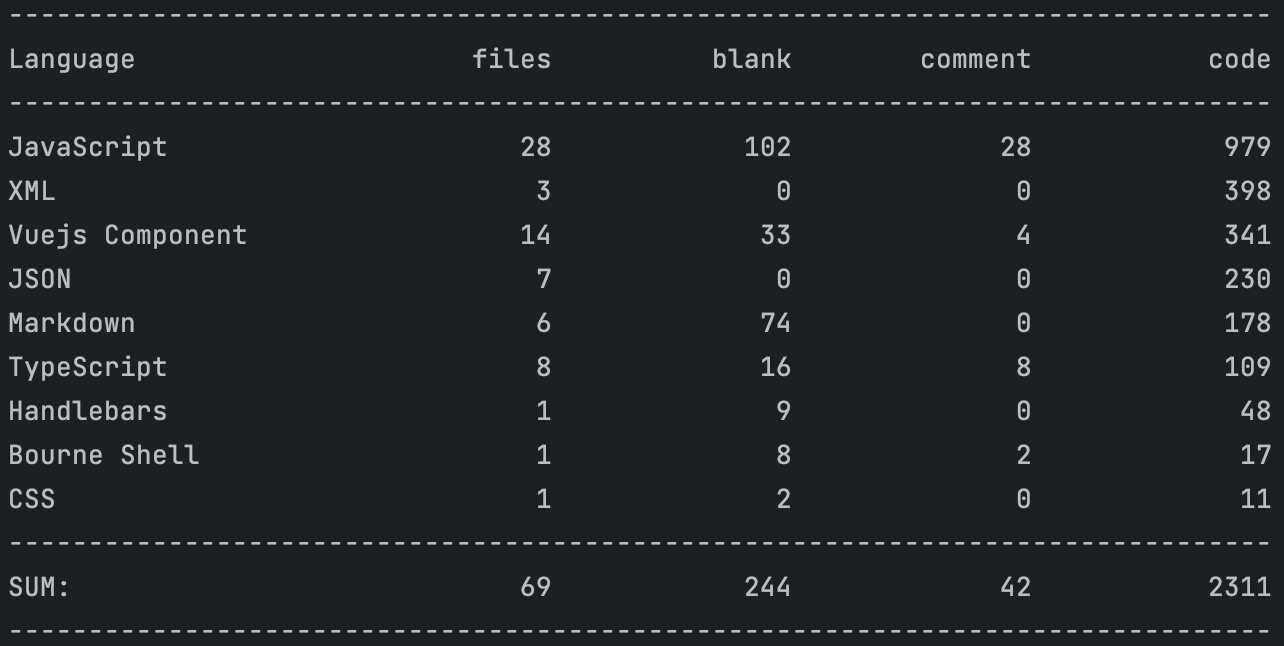 -------------------------------------------------------------------------------
Language                     files          blank        comment           code
-------------------------------------------------------------------------------
JavaScript                      28            102             28            979
XML                              3              0              0            398
Vuejs Component                 14             33              4            341
JSON                             7              0              0            230
Markdown                         6             74              0            178
TypeScript                       8             16              8            109
Handlebars                       1              9              0             48
Bourne Shell                     1              8              2             17
CSS                              1              2              0             11
-------------------------------------------------------------------------------
SUM:                            69            244             42           2311
-------------------------------------------------------------------------------